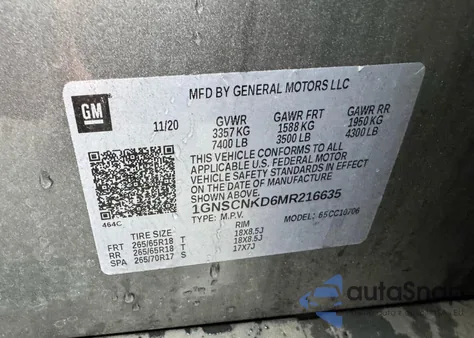 MFD BY GENERAL MOTORS LLC
GM
11/20
GVWR GAWR FRT GAWR RR
3357 KG 1588 KG 1950 KG
7400 LB 3500 LB 4300 LB
THIS VEHICLE CONFORMS TO ALL
APPLICABLE U.S. FEDERAL MOTOR
VEHICLE SAFETY STANDARDS IN EFFECT
ON THE DATE OF MANUFACTURE
SHOWN ABOVE.
1GNSCNKD6MR216635
464C
TYPE: M.P.V. MODEL: 65CC10706
TIRE SIZE RIM
FRT 265/65R18 T 18X8.5J
RR 265/65R18 T 18X8.5J
SPA 265/70R17 S 17X7J
autaSna